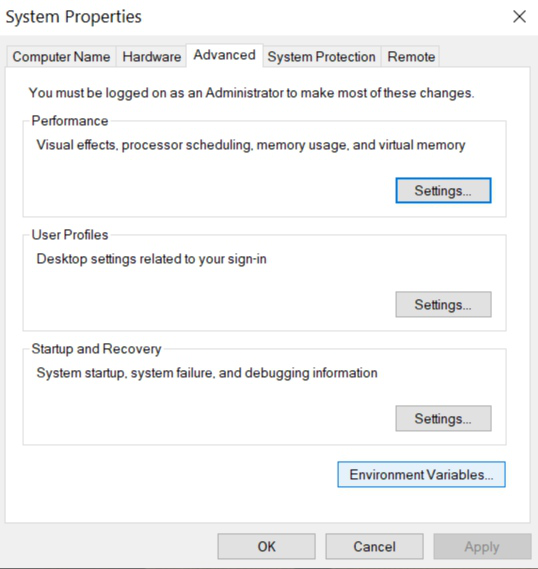 System Properties
Computer Name Hardware Advanced System Protection Remote
You must be logged on as an Administrator to make most of these changes.
Performance
Visual effects, processor scheduling, memory usage, and virtual memory
Settings...
User Profiles
Desktop settings related to your sign-in
Settings...
Startup and Recovery
System startup, system failure, and debugging information
Settings...
Environment Variables...
OK Cancel Apply